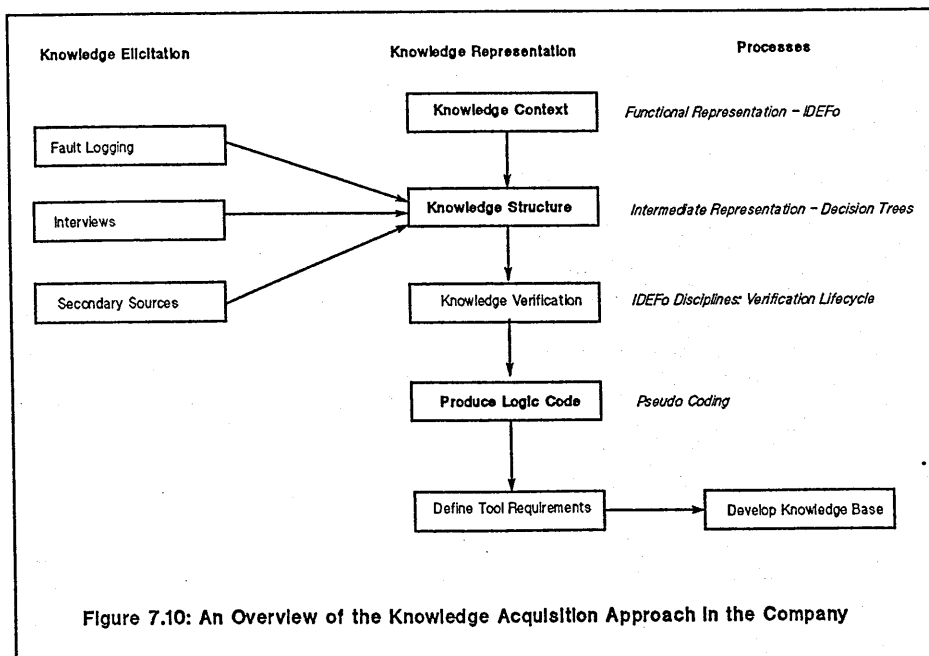 Knowledge Elicitation
Knowledge Representation
Processes
Knowledge Context
Functional Representation – IDEFo
Fault Logging
Interviews
Knowledge Structure
Intermediate Representation – Decision Trees
Secondary Sources
Knowledge Verification
IDEFo Disciplines: Verification Lifecycle
Produce Logic Code
Pseudo Coding
Define Tool Requirements
Develop Knowledge Base
Figure 7.10: An Overview of the Knowledge Acquisition Approach in the Company